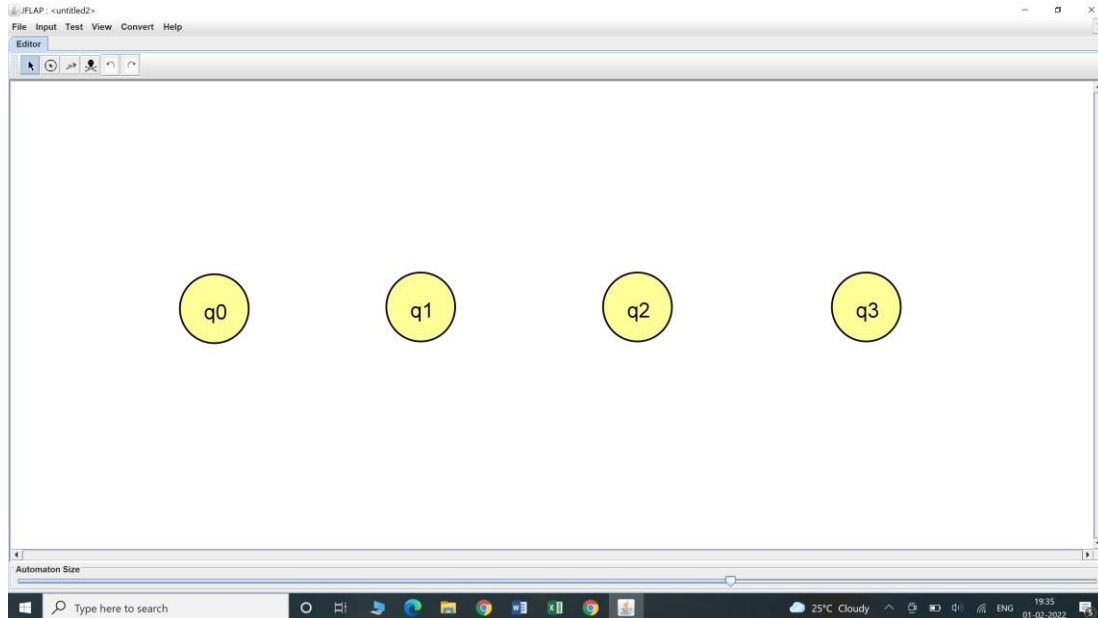 JFLAP : <untitled2>
File Input Test View Convert Help
Editor
q0 q1 q2 q3
Automaton Size
Type here to search
25°C Cloudy
ENG
19:35
01-02-2022
5